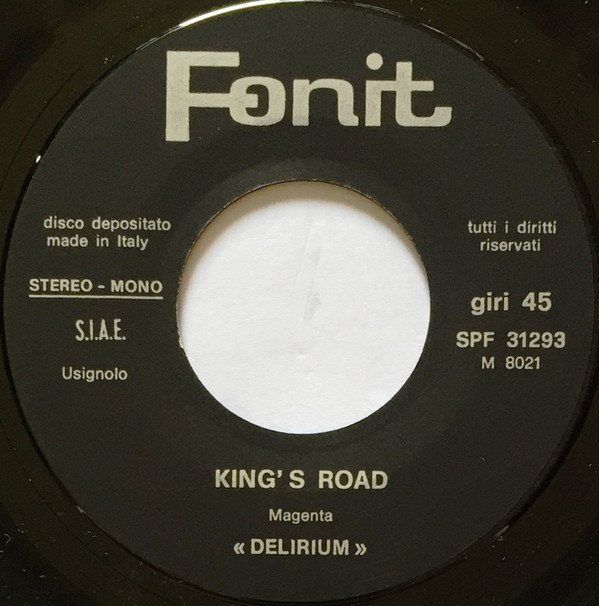 Fonit
disco depositato
made in Italy
STEREO - MONO
S.I.A.E.
Usignolo
tutti i diritti
riservati
giri 45
SPF 31293
M 8021
KING'S ROAD
Magenta
« DELIRIUM »